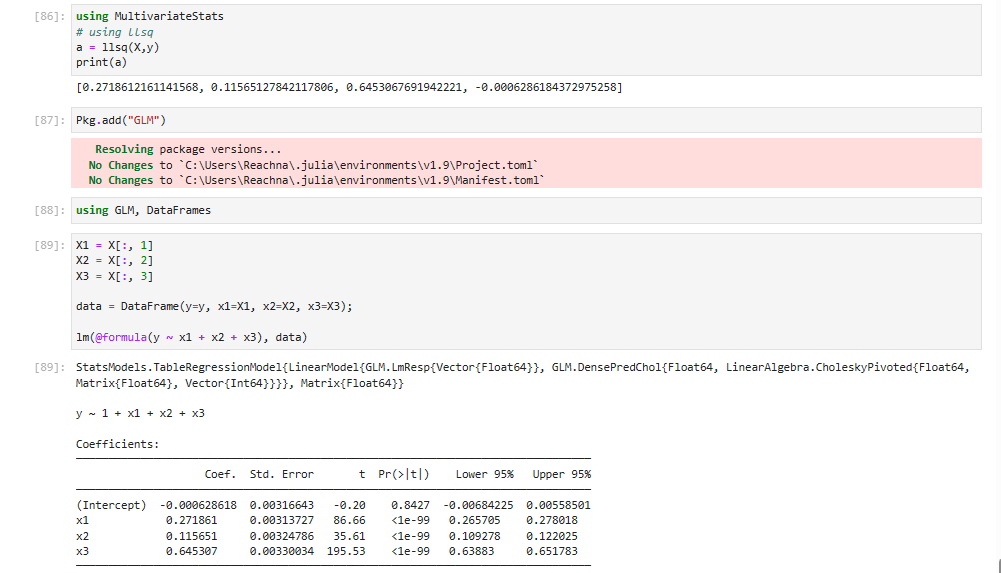 [86]: using MultivariateStats
# using llsq
a = llsq(X,y)
print(a)
[0.2718612161141568, 0.11565127842117806, 0.6453067691942221, -0.0006286184372975258]
[87]: Pkg.add("GLM")
Resolving package versions...
No Changes to `C:\Users\Reachna\.julia\environments\v1.9\Project.toml`
No Changes to `C:\Users\Reachna\.julia\environments\v1.9\Manifest.toml`
[88]: using GLM, DataFrames
[89]: X1 = X[:, 1]
X2 = X[:, 2]
X3 = X[:, 3]
data = DataFrame(y=y, x1=X1, x2=X2, x3=X3);
lm(@formula(y ~ x1 + x2 + x3), data)
[89]: StatsModels.TableRegressionModel{LinearModel{GLM.LmResp{Vector{Float64}}, GLM.DensePredChol{Float64, LinearAlgebra.CholeskyPivoted{Float64,
Matrix{Float64}, Vector{Int64}}}}, Matrix{Float64}}
y ~ 1 + x1 + x2 + x3
Coefficients:
Coef. Std. Error t Pr(>|t|) Lower 95% Upper 95%
(Intercept) -0.000628618 0.00316643 -0.20 0.8427 -0.00684225 0.00558501
x1 0.271861 0.00313727 86.66 <1e-99 0.265705 0.278018
x2 0.115651 0.00324786 35.61 <1e-99 0.109278 0.122025
x3 0.645307 0.00330034 195.53 <1e-99 0.63883 0.651783